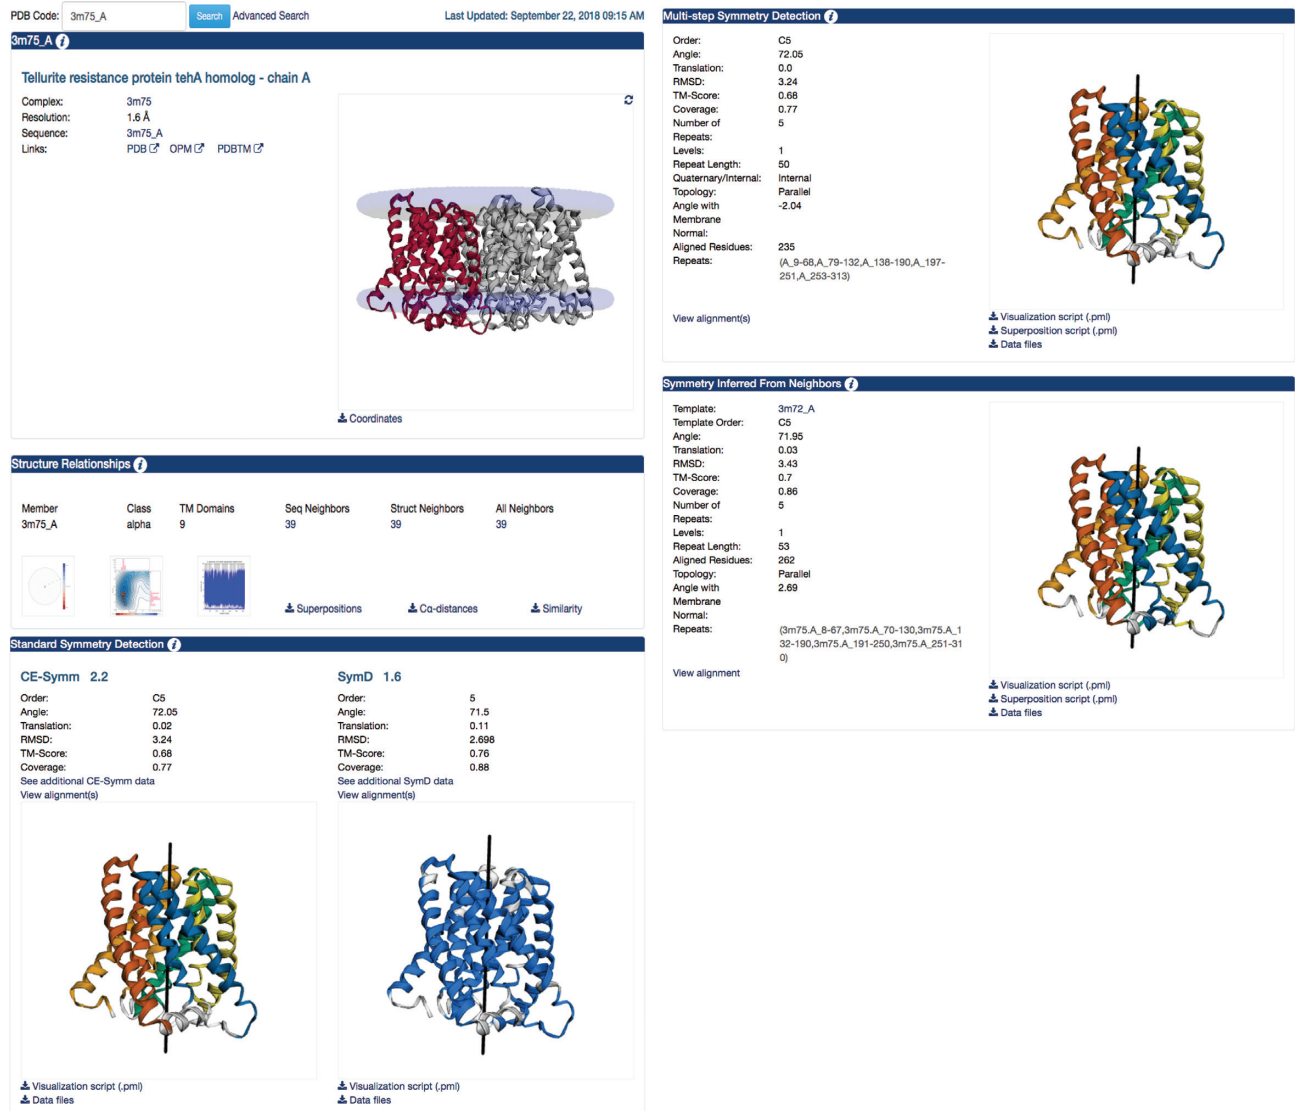 PDB Code: 3m75_A Search Advanced Search Last Updated: September 22, 2018 09:15 AM
3m75_A i
Tellurite resistance protein tehA homolog - chain A
Complex: 3m75
Resolution: 1.6 Å
Sequence: 3m75_A
Links: PDB OPM PDBTM
Coordinates
Structure Relationships i
Member Class TM Domains Seq Neighbors Struct Neighbors All Neighbors
3m75_A alpha 9 39 39 39
Superpositions Cα-distances Similarity
Standard Symmetry Detection i
CE-Symm 2.2
Order: C5
Angle: 72.05
Translation: 0.02
RMSD: 3.24
TM-Score: 0.68
Coverage: 0.77
See additional CE-Symm data
View alignment(s)
Visualization script (.pml)
Data files
SymD 1.6
Order: 5
Angle: 71.5
Translation: 0.11
RMSD: 2.698
TM-Score: 0.76
Coverage: 0.88
See additional SymD data
View alignment(s)
Visualization script (.pml)
Data files
Multi-step Symmetry Detection i
Order: C5
Angle: 72.05
Translation: 0.0
RMSD: 3.24
TM-Score: 0.68
Coverage: 0.77
Number of 5
Repeats:
Levels: 1
Repeat Length: 50
Quaternary/Internal: Internal
Topology: Parallel
Angle with -2.04
Membrane
Normal:
Aligned Residues: 235
Repeats: (A_9-68,A_79-132,A_138-190,A_197-
251,A_253-313)
View alignment(s)
Visualization script (.pml)
Superposition script (.pml)
Data files
Symmetry Inferred From Neighbors i
Template: 3m72_A
Template Order: C5
Angle: 71.95
Translation: 0.03
RMSD: 3.43
TM-Score: 0.7
Coverage: 0.86
Number of 5
Repeats:
Levels: 1
Repeat Length: 53
Aligned Residues: 262
Topology: Parallel
Angle with 2.69
Membrane
Normal:
Repeats: (3m75.A_8-67,3m75.A_70-130,3m75.A_1
32-190,3m75.A_191-250,3m75.A_251-31
0)
View alignment
Visualization script (.pml)
Superposition script (.pml)
Data files